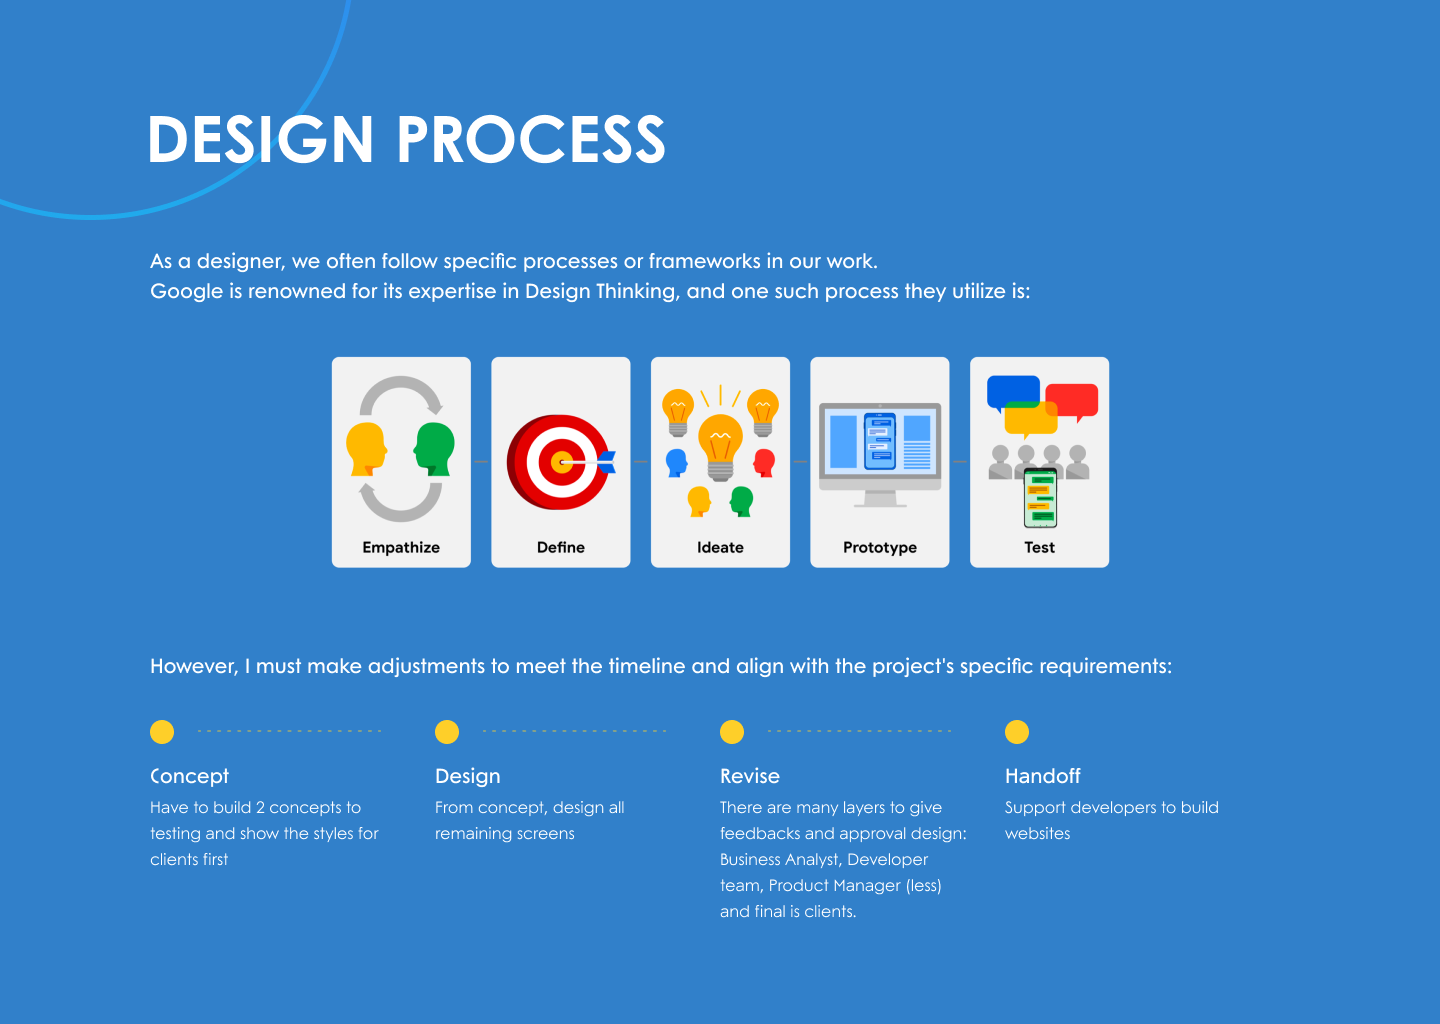 DESIGN PROCESS
As a designer, we often follow specific processes or frameworks in our work.
Google is renowned for its expertise in Design Thinking, and one such process they utilize is:
Empathize
Define
Ideate
Prototype
Test
However, I must make adjustments to meet the timeline and align with the project's specific requirements:
Concept
Have to build 2 concepts to
testing and show the styles for
clients first
Design
From concept, design all
remaining screens
Revise
There are many layers to give
feedbacks and approval design:
Business Analyst, Developer
team, Product Manager (less)
and final is clients.
Handoff
Support developers to build
websites